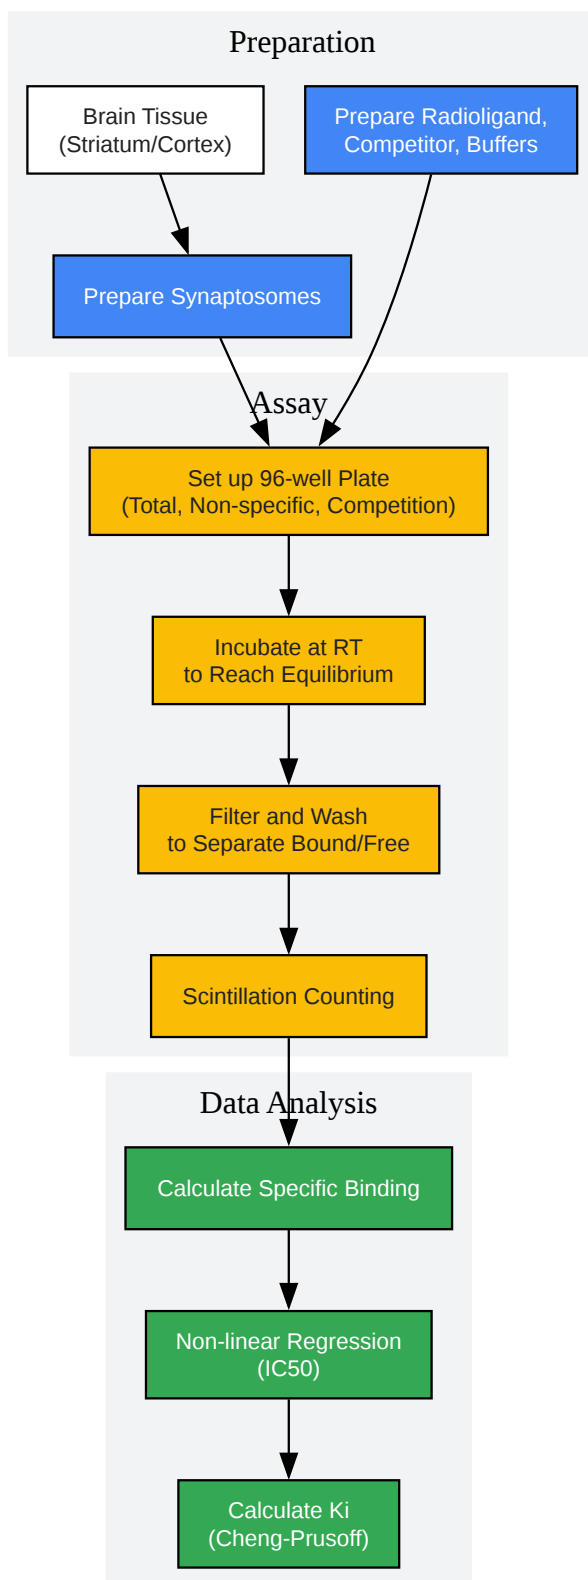 Preparation
Brain Tissue
(Striatum/Cortex)
Prepare Radioligand,
Competitor, Buffers
Prepare Synaptosomes
Assay
Set up 96-well Plate
(Total, Non-specific, Competition)
Incubate at RT
to Reach Equilibrium
Filter and Wash
to Separate Bound/Free
Scintillation Counting
Data Analysis
Calculate Specific Binding
Non-linear Regression
(IC50)
Calculate Ki
(Cheng-Prusoff)